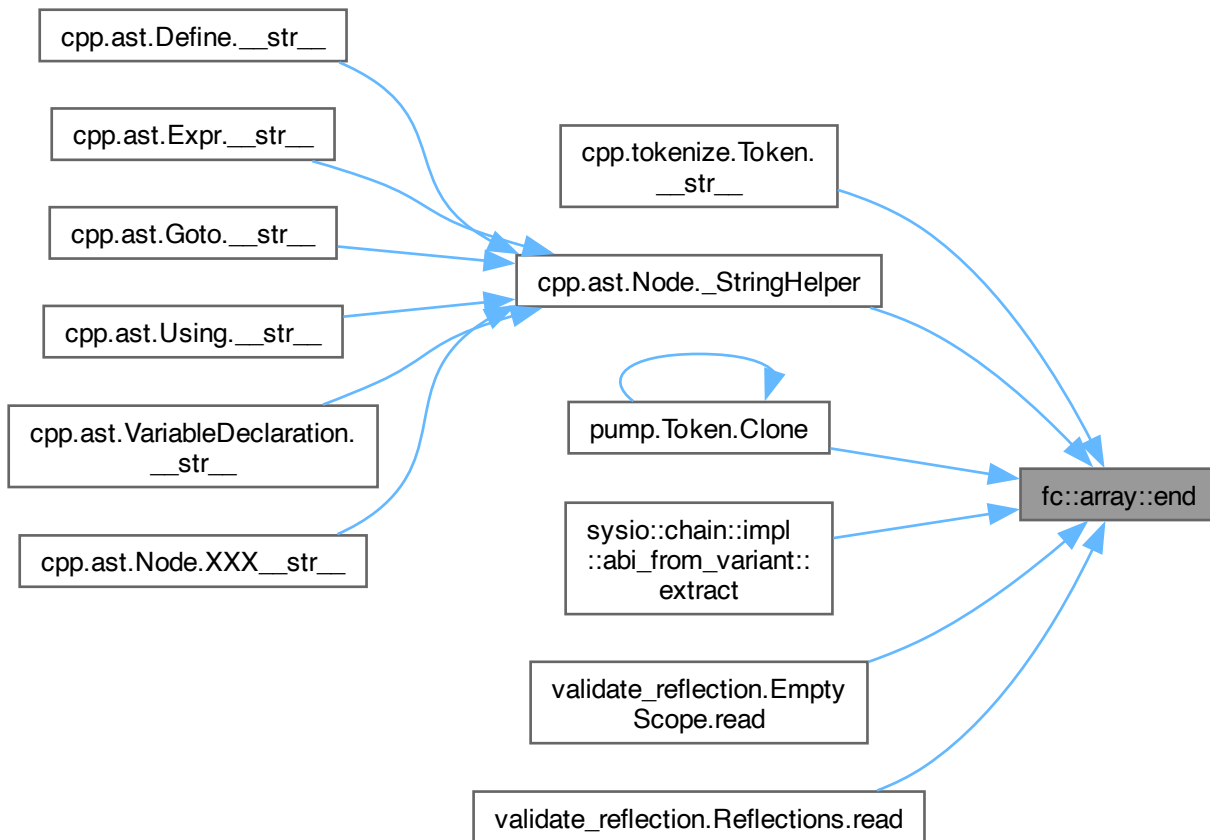 cpp.ast.Define.__str__
cpp.ast.Expr.__str__
cpp.ast.Goto.__str__
cpp.ast.Using.__str__
cpp.ast.VariableDeclaration.
__str__
cpp.ast.Node.XXX__str__
cpp.tokenize.Token.
__str__
cpp.ast.Node._StringHelper
pump.Token.Clone
sysio::chain::impl
::abi_from_variant::
extract
validate_reflection.Empty
Scope.read
validate_reflection.Reflections.read
fc::array::end